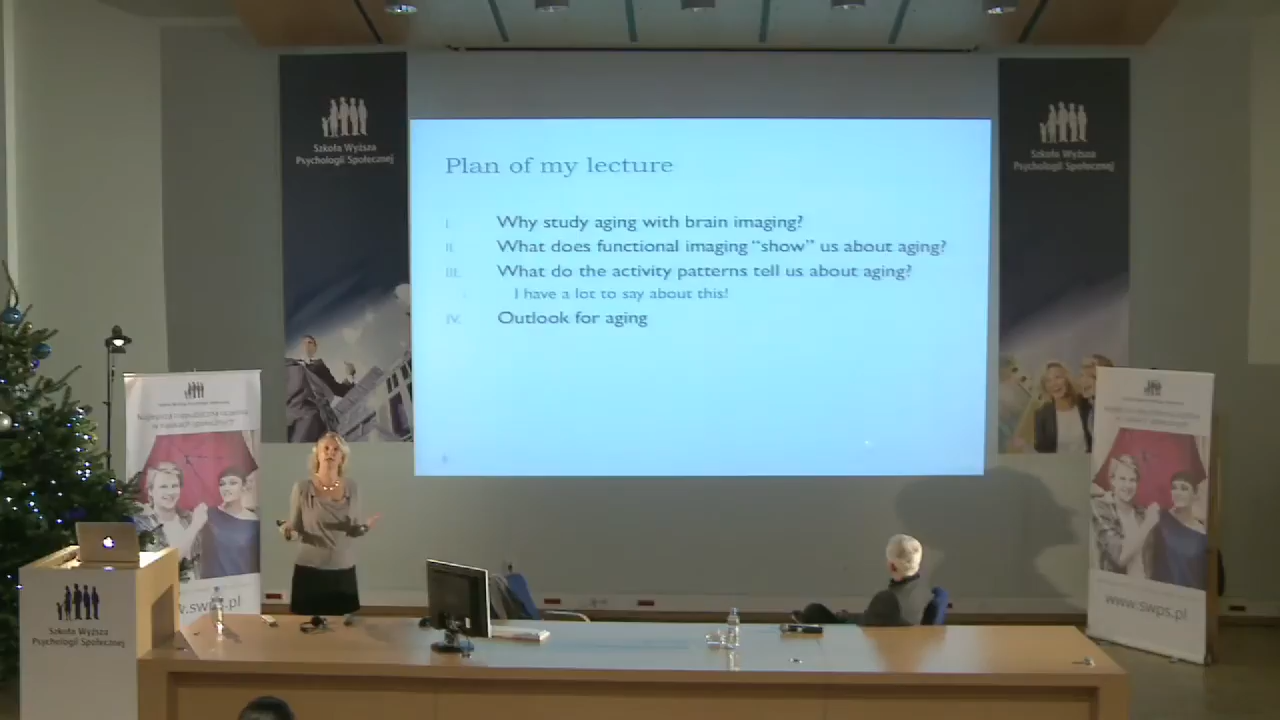 Szkoła Wyższa
Psychologii Społecznej
Szkoła Wyższa
Psychologii Społecznej
Plan of my lecture
I. Why study aging with brain imaging?
II. What does functional imaging “show” us about aging?
III. What do the activity patterns tell us about aging?
I have a lot to say about this!
IV. Outlook for aging
w.swps.pl
www.swps.pl
Szkoła Wyższa
Psychologii Społecznej